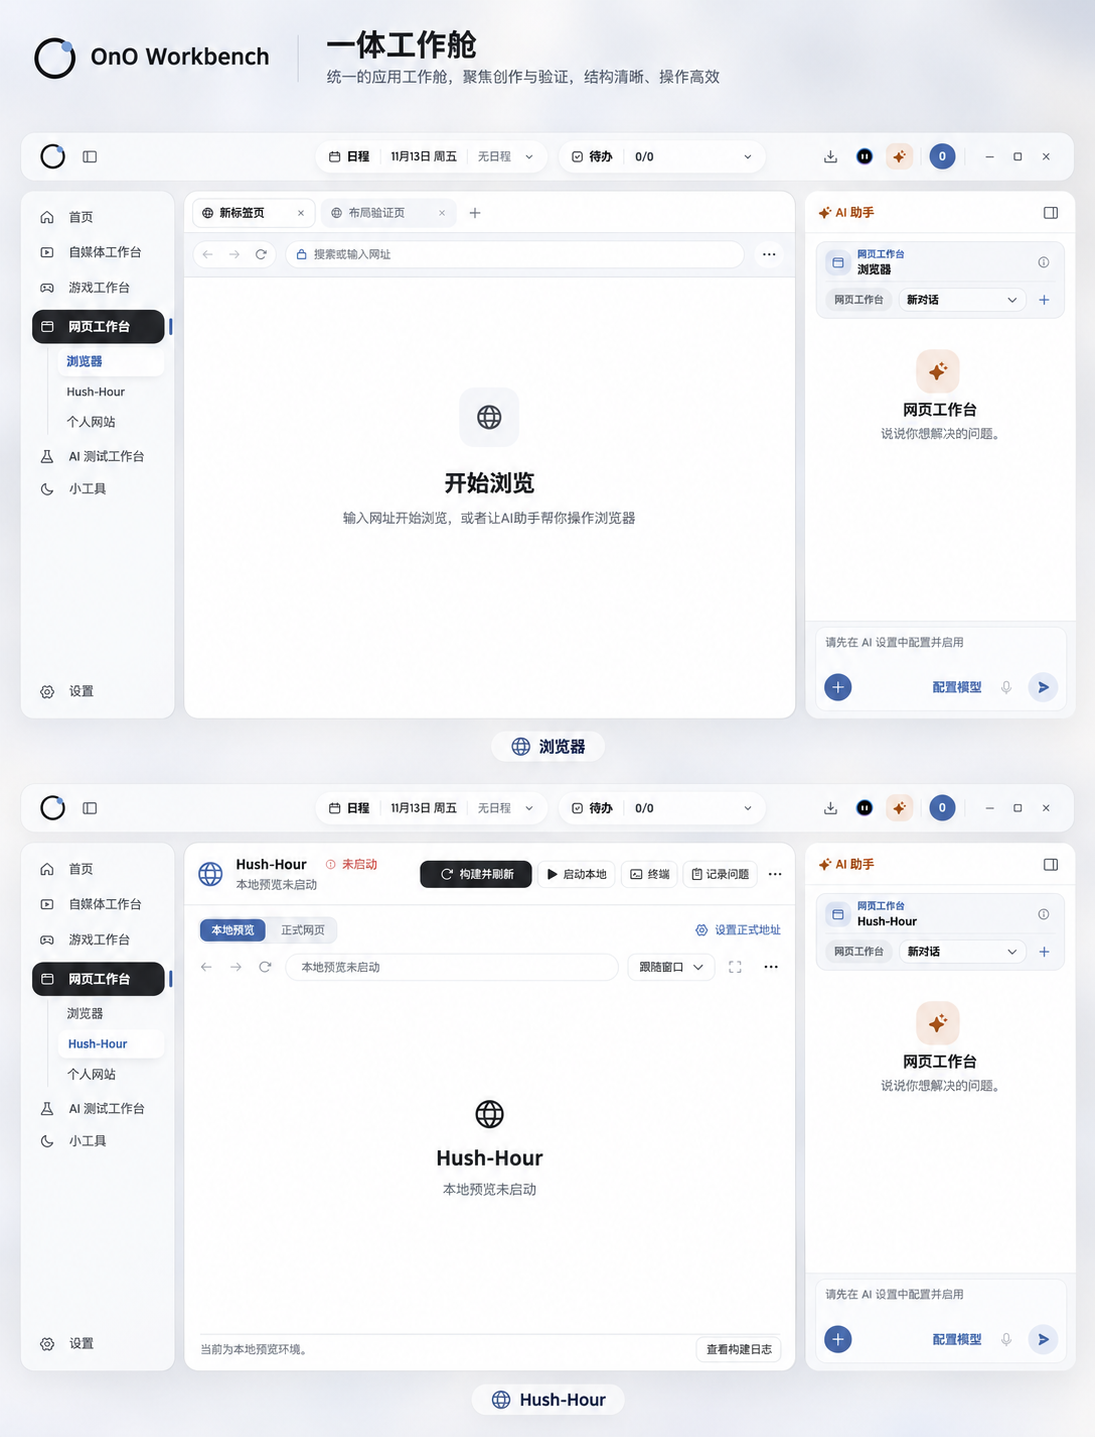 OnO Workbench
一体工作舱
统一的应用工作舱，聚焦创作与验证，结构清晰、操作高效
日程 11月13日 周五 无日程
待办 0/0
0
首页
自媒体工作台
游戏工作台
网页工作台
浏览器
Hush-Hour
个人网站
AI 测试工作台
小工具
设置
新标签页
布局验证页
搜索或输入网址
开始浏览
输入网址开始浏览，或者让AI助手帮你操作浏览器
AI 助手
网页工作台
浏览器
网页工作台 新对话
网页工作台
说说你想解决的问题。
请先在 AI 设置中配置并启用
配置模型
浏览器
日程 11月13日 周五 无日程
待办 0/0
0
首页
自媒体工作台
游戏工作台
网页工作台
浏览器
Hush-Hour
个人网站
AI 测试工作台
小工具
设置
Hush-Hour 未启动
本地预览未启动
构建并刷新
启动本地
终端
记录问题
本地预览 正式网页
设置正式地址
本地预览未启动
跟随窗口
Hush-Hour
本地预览未启动
当前为本地预览环境。
查看构建日志
AI 助手
网页工作台
Hush-Hour
网页工作台 新对话
网页工作台
说说你想解决的问题。
请先在 AI 设置中配置并启用
配置模型
Hush-Hour